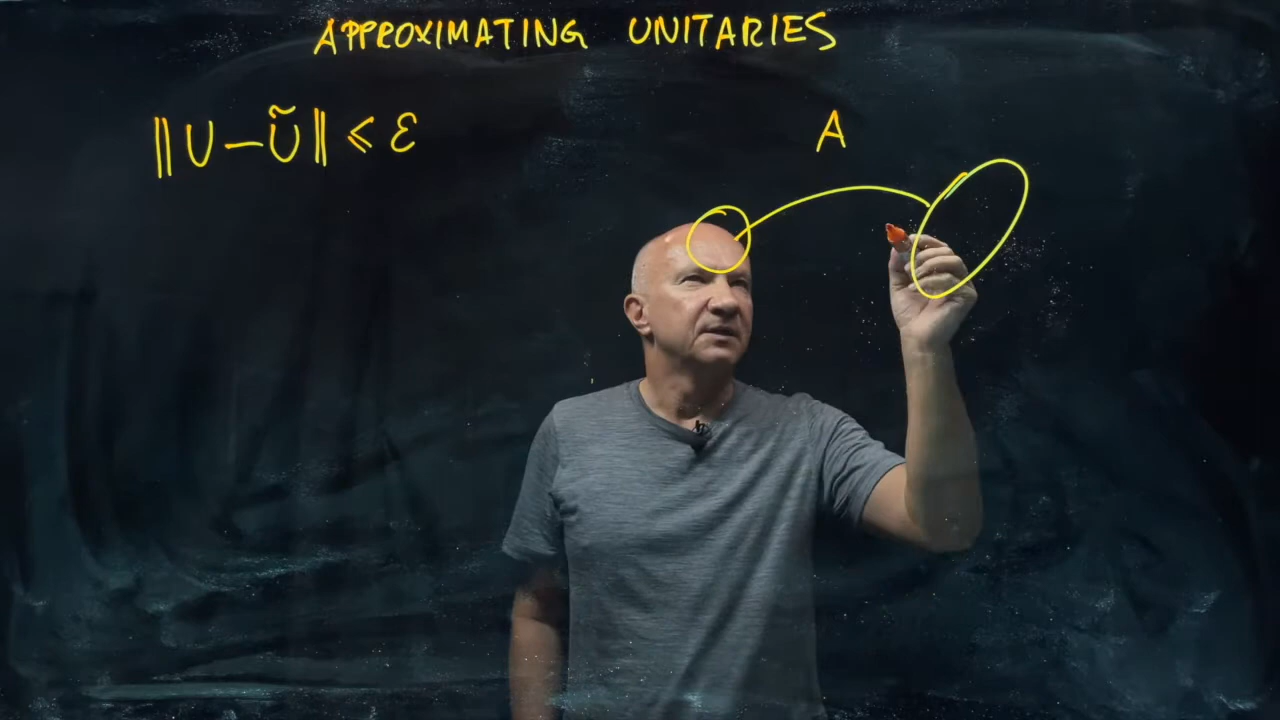 APPROXIMATING UNITARIES
‖U − Ũ‖ ⩽ ε
A